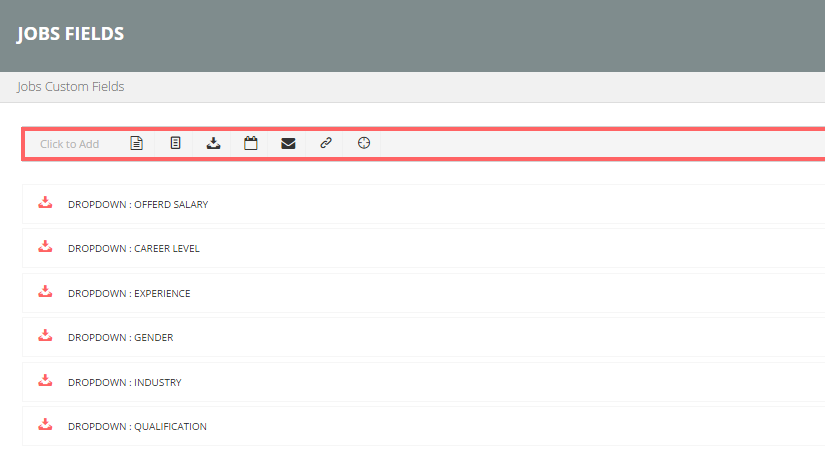 JOBS FIELDS
Jobs Custom Fields
Click to Add
DROPDOWN : OFFERD SALARY
DROPDOWN : CAREER LEVEL
DROPDOWN : EXPERIENCE
DROPDOWN : GENDER
DROPDOWN : INDUSTRY
DROPDOWN : QUALIFICATION